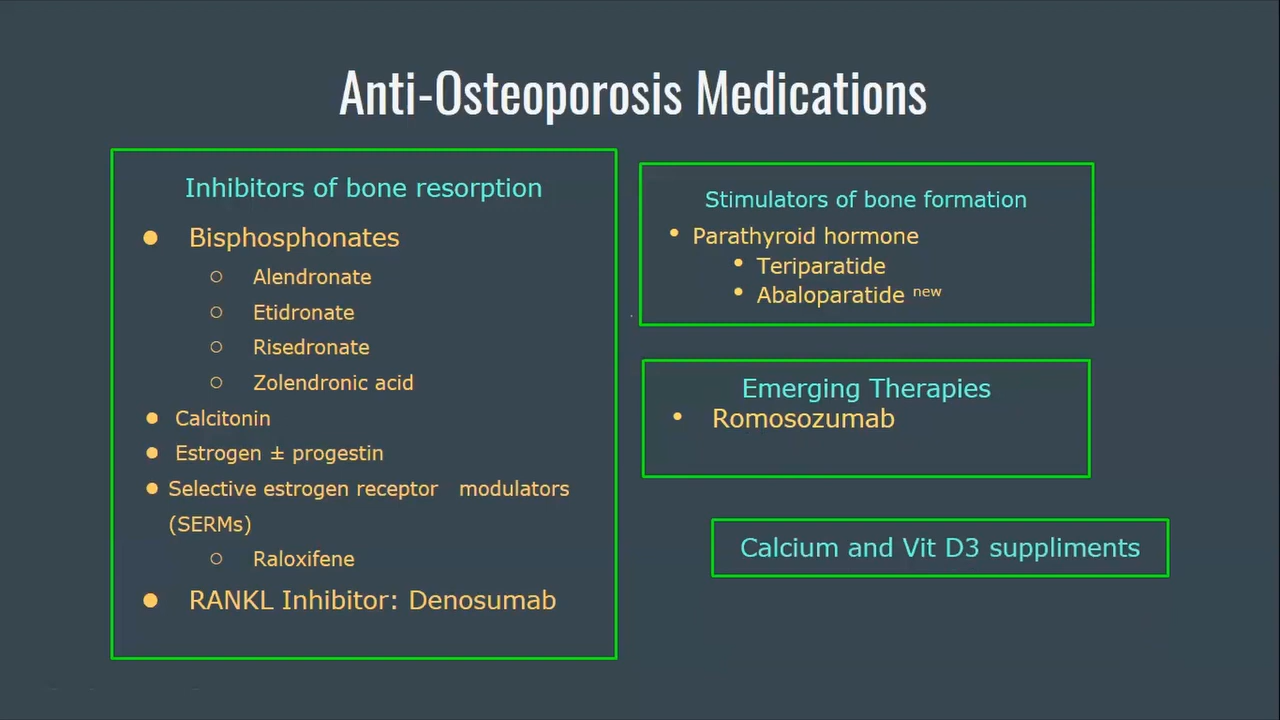 Anti-Osteoporosis Medications
Inhibitors of bone resorption
● Bisphosphonates
○ Alendronate
○ Etidronate
○ Risedronate
○ Zolendronic acid
● Calcitonin
● Estrogen ± progestin
● Selective estrogen receptor modulators
(SERMs)
○ Raloxifene
● RANKL Inhibitor: Denosumab
Stimulators of bone formation
• Parathyroid hormone
• Teriparatide
• Abaloparatide new
Emerging Therapies
• Romosozumab
Calcium and Vit D3 suppliments